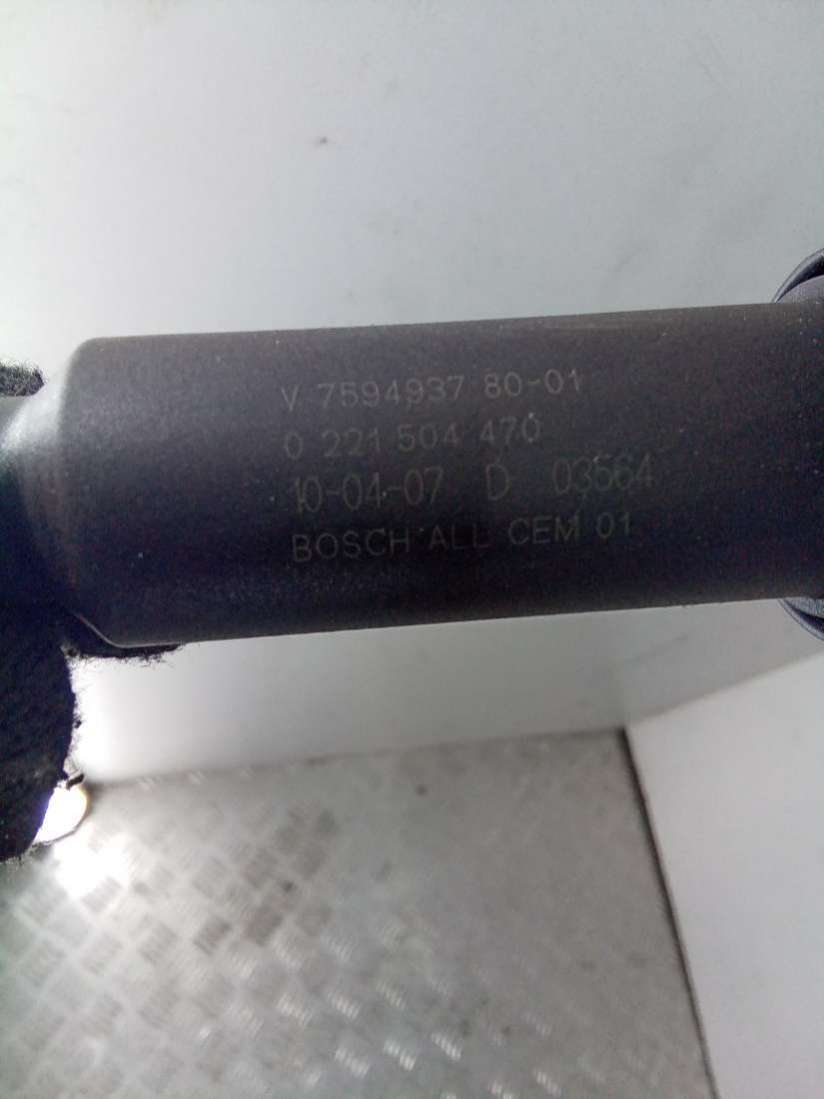 V 7594937 80-01
0 221 504 470
10-04-07 D 03564
BOSCH ALL CEM 01